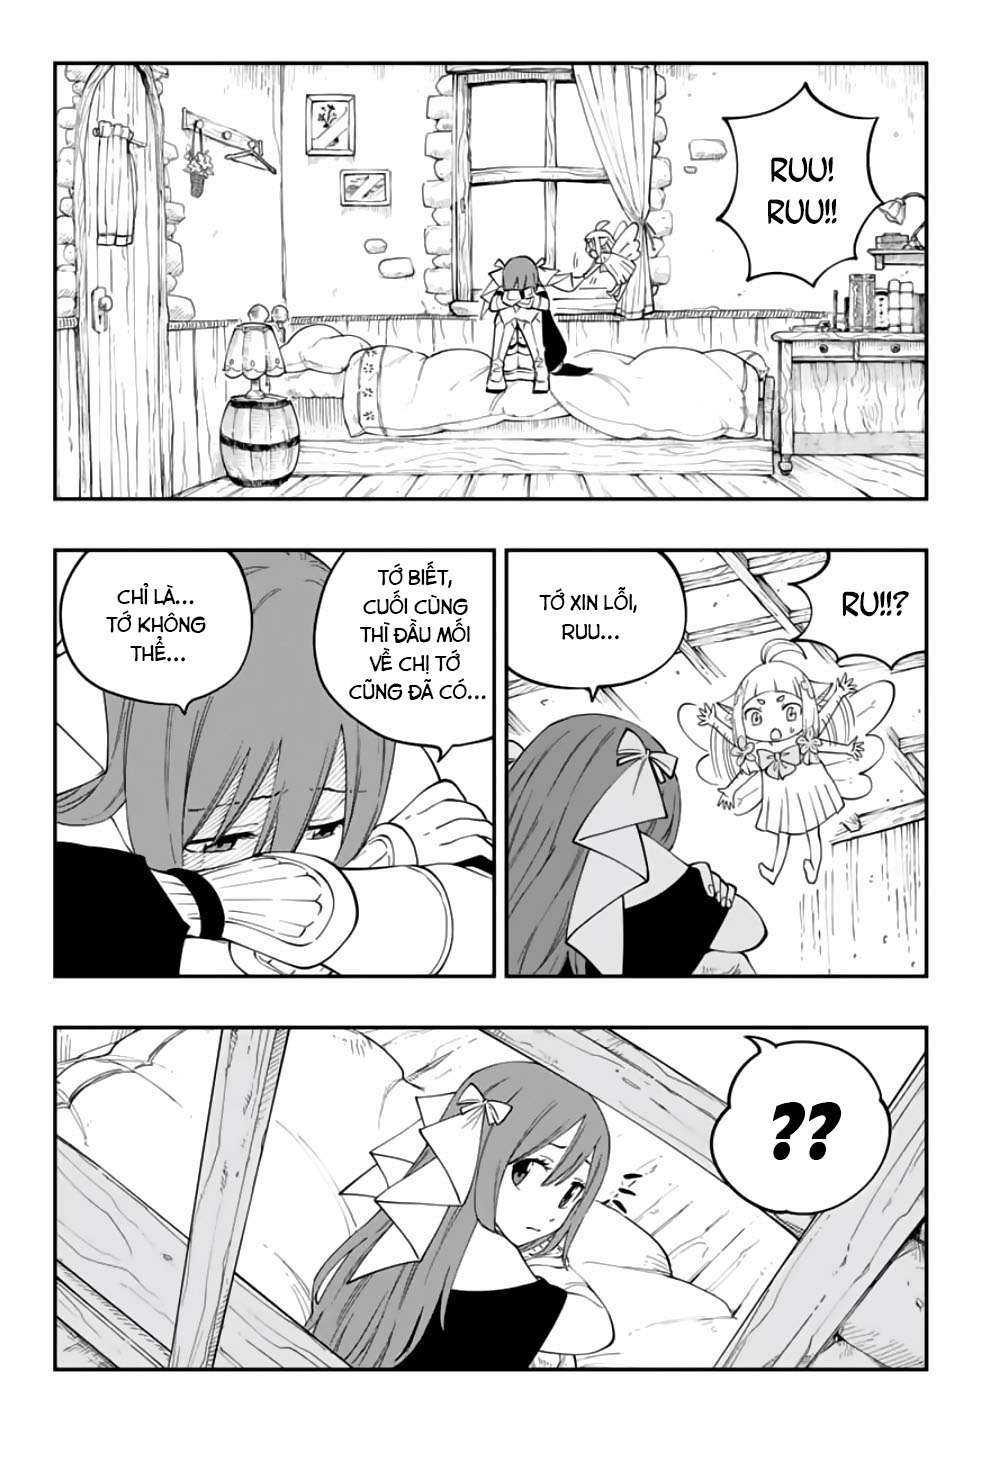 RUU!
RUU!!
RU!!?
TỚ XIN LỖI,
RUU...
TỚ BIẾT,
CUỐI CÙNG
THÌ ĐẦU MỐI
VỀ CHỊ TỚ
CŨNG ĐÃ CÓ...
CHỈ LÀ...
TỚ KHÔNG
THỂ...
??